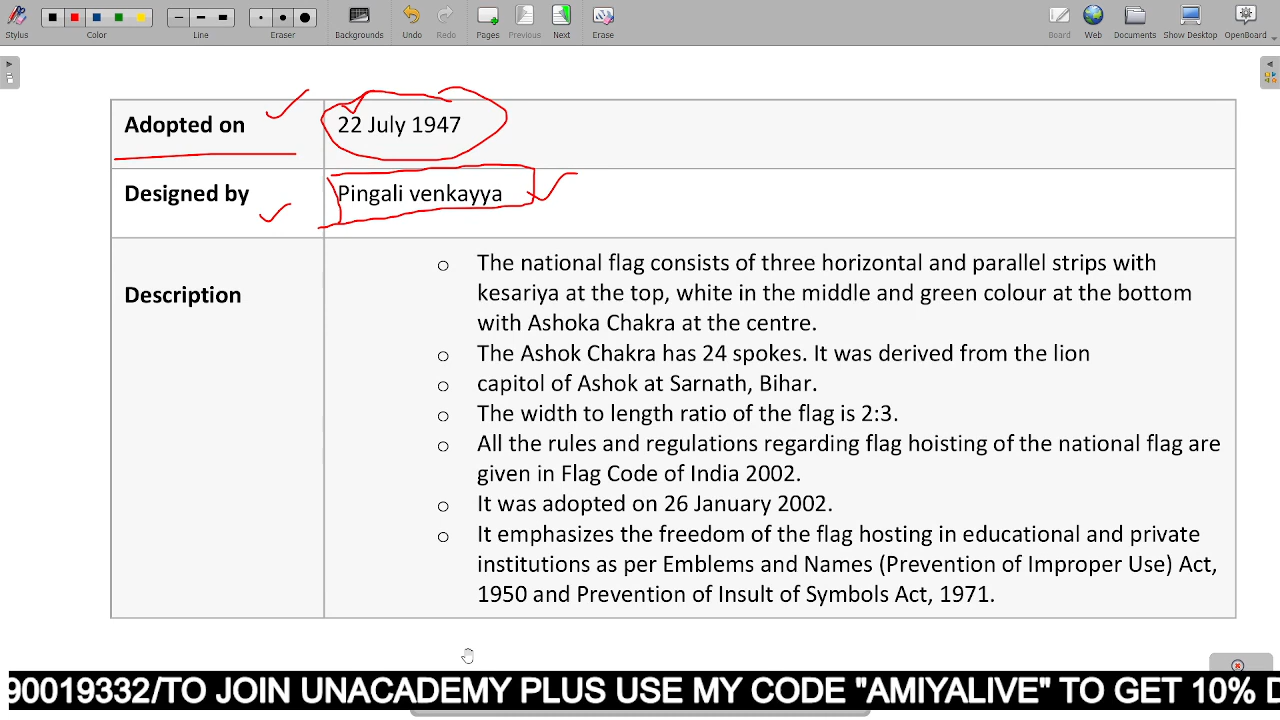 Stylus Color Line Eraser Backgrounds Undo Redo Pages Previous Next Erase Board Web Documents Show Desktop OpenBoard
Adopted on 22 July 1947
Designed by Pingali venkayya
Description
o The national flag consists of three horizontal and parallel strips with
kesariya at the top, white in the middle and green colour at the bottom
with Ashoka Chakra at the centre.
o The Ashok Chakra has 24 spokes. It was derived from the lion
o capitol of Ashok at Sarnath, Bihar.
o The width to length ratio of the flag is 2:3.
o All the rules and regulations regarding flag hoisting of the national flag are
given in Flag Code of India 2002.
o It was adopted on 26 January 2002.
o It emphasizes the freedom of the flag hosting in educational and private
institutions as per Emblems and Names (Prevention of Improper Use) Act,
1950 and Prevention of Insult of Symbols Act, 1971.
90019332/TO JOIN UNACADEMY PLUS USE MY CODE "AMIYALIVE" TO GET 10% D